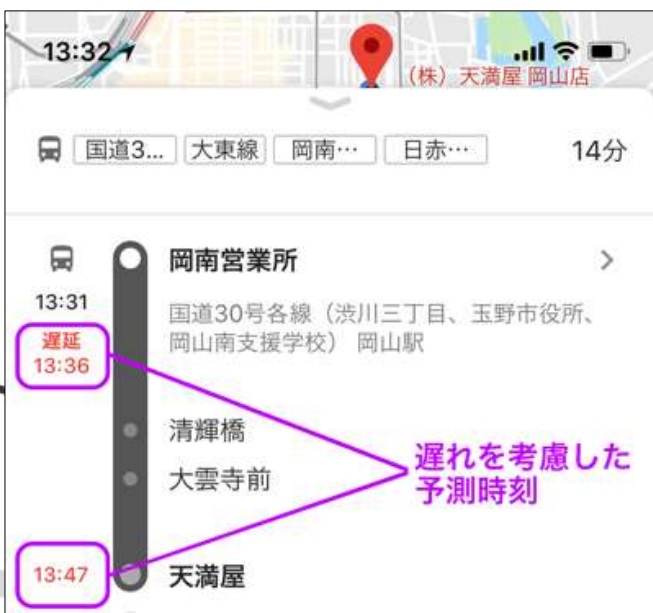 13:32
(株) 天満屋 岡山店
国道3... 大東線 岡南… 日赤… 14分
岡南営業所
13:31
国道30号各線（渋川三丁目、玉野市役所、
岡山南支援学校） 岡山駅
遅延
13:36
清輝橋
大雲寺前
遅れを考慮した
予測時刻
13:47
天満屋